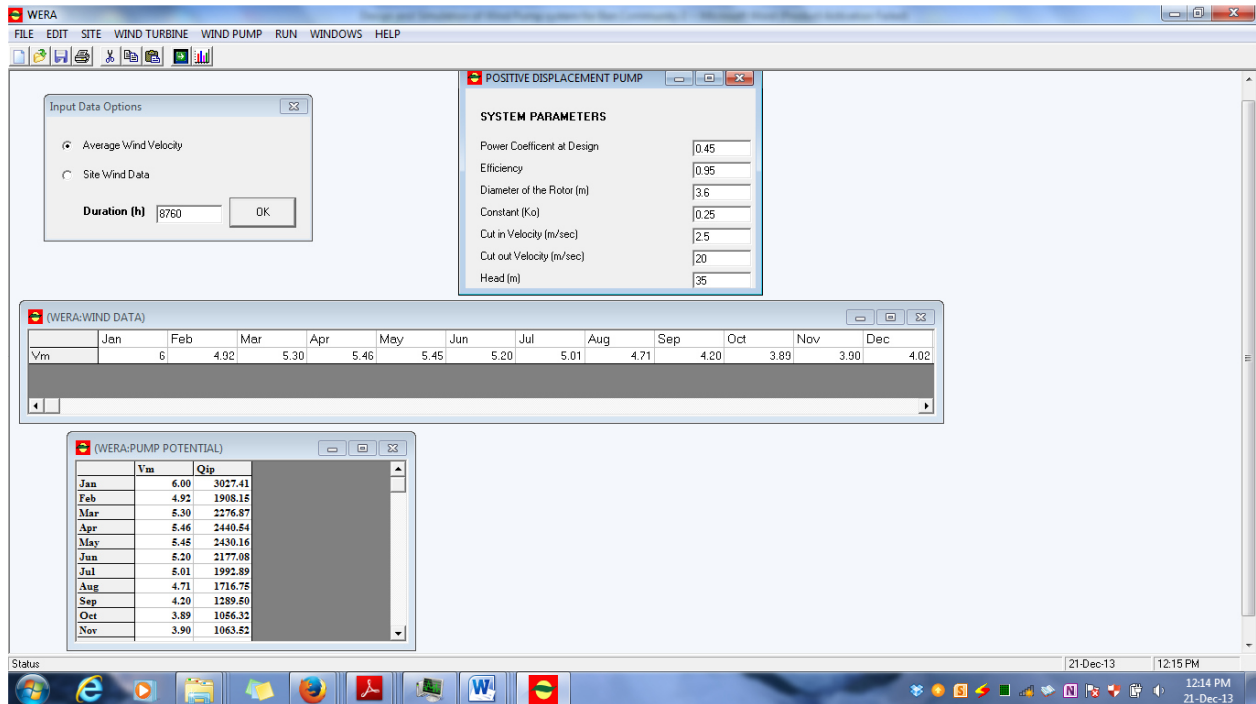 WERA
FILE EDIT SITE WIND TURBINE WIND PUMP RUN WINDOWS HELP
Input Data Options
Average Wind Velocity
Site Wind Data
Duration (h) 8760 OK
POSITIVE DISPLACEMENT PUMP
SYSTEM PARAMETERS
Power Coefficent at Design 0.45
Efficiency 0.95
Diameter of the Rotor (m) 3.6
Constant (Ko) 0.25
Cut in Velocity (m/sec) 2.5
Cut out Velocity (m/sec) 20
Head (m) 35
(WERA:WIND DATA)
Jan Feb Mar Apr May Jun Jul Aug Sep Oct Nov Dec
Vm 6 4.92 5.30 5.46 5.45 5.20 5.01 4.71 4.20 3.89 3.90 4.02
(WERA:PUMP POTENTIAL)
Vm Qip
Jan 6.00 3027.41
Feb 4.92 1908.15
Mar 5.30 2276.87
Apr 5.46 2440.54
May 5.45 2430.16
Jun 5.20 2177.08
Jul 5.01 1992.89
Aug 4.71 1716.75
Sep 4.20 1289.50
Oct 3.89 1056.32
Nov 3.90 1063.52
Status 21-Dec-13 12:15 PM
12:14 PM
21-Dec-13